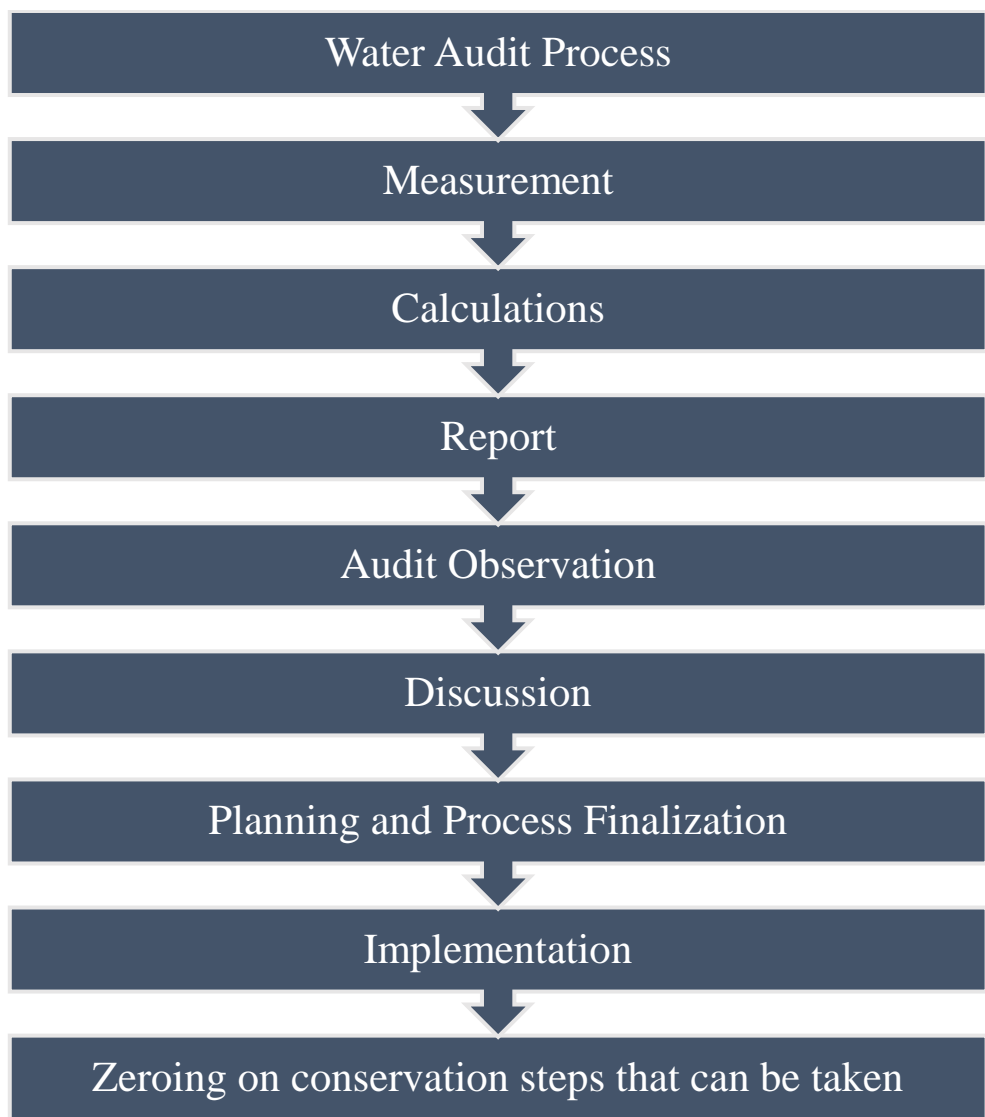 Water Audit Process
Measurement
Calculations
Report
Audit Observation
Discussion
Planning and Process Finalization
Implementation
Zeroing on conservation steps that can be taken